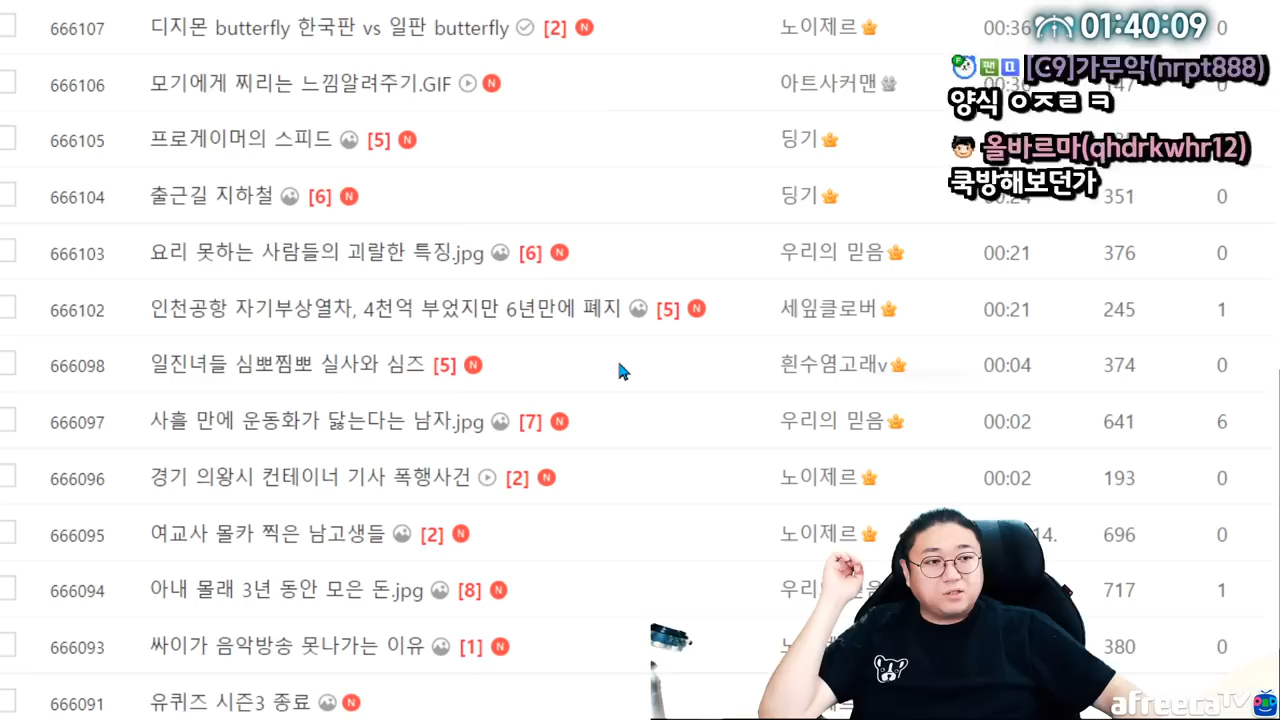 666107 디지몬 butterfly 한국판 vs 일판 butterfly [2] N 노이제르 00:36 0
01:40:09
666106 모기에게 찌리는 느낌알려주기.GIF [2] N 아트사커맨 00:36 147 0
[C9]가무악(nrpt888)
양식 ㅇㅈㄹ ㅋ
666105 프로게이머의 스피드 [5] N 딩기
올바르마(qhdrkwhr12)
쿡방해보던가
666104 출근길 지하철 [6] N 딩기 00:24 351 0
666103 요리 못하는 사람들의 괴랄한 특징.jpg [6] N 우리의 믿음 00:21 376 0
666102 인천공항 자기부상열차, 4천억 부었지만 6년만에 폐지 [5] N 세잎클로버 00:21 245 1
666098 일진녀들 심뽀찜뽀 실사와 심즈 [5] N 흰수염고래v 00:04 374 0
666097 사흘 만에 운동화가 닳는다는 남자.jpg [7] N 우리의 믿음 00:02 641 6
666096 경기 의왕시 컨테이너 기사 폭행사건 [2] N 노이제르 00:02 193 0
666095 여교사 몰카 찍은 남고생들 [2] N 노이제르 14. 696 0
666094 아내 몰래 3년 동안 모은 돈.jpg [8] N 우리 717 1
666093 싸이가 음악방송 못나가는 이유 [1] N 380 0
666091 유퀴즈 시즌3 종료 N
afreecaTV